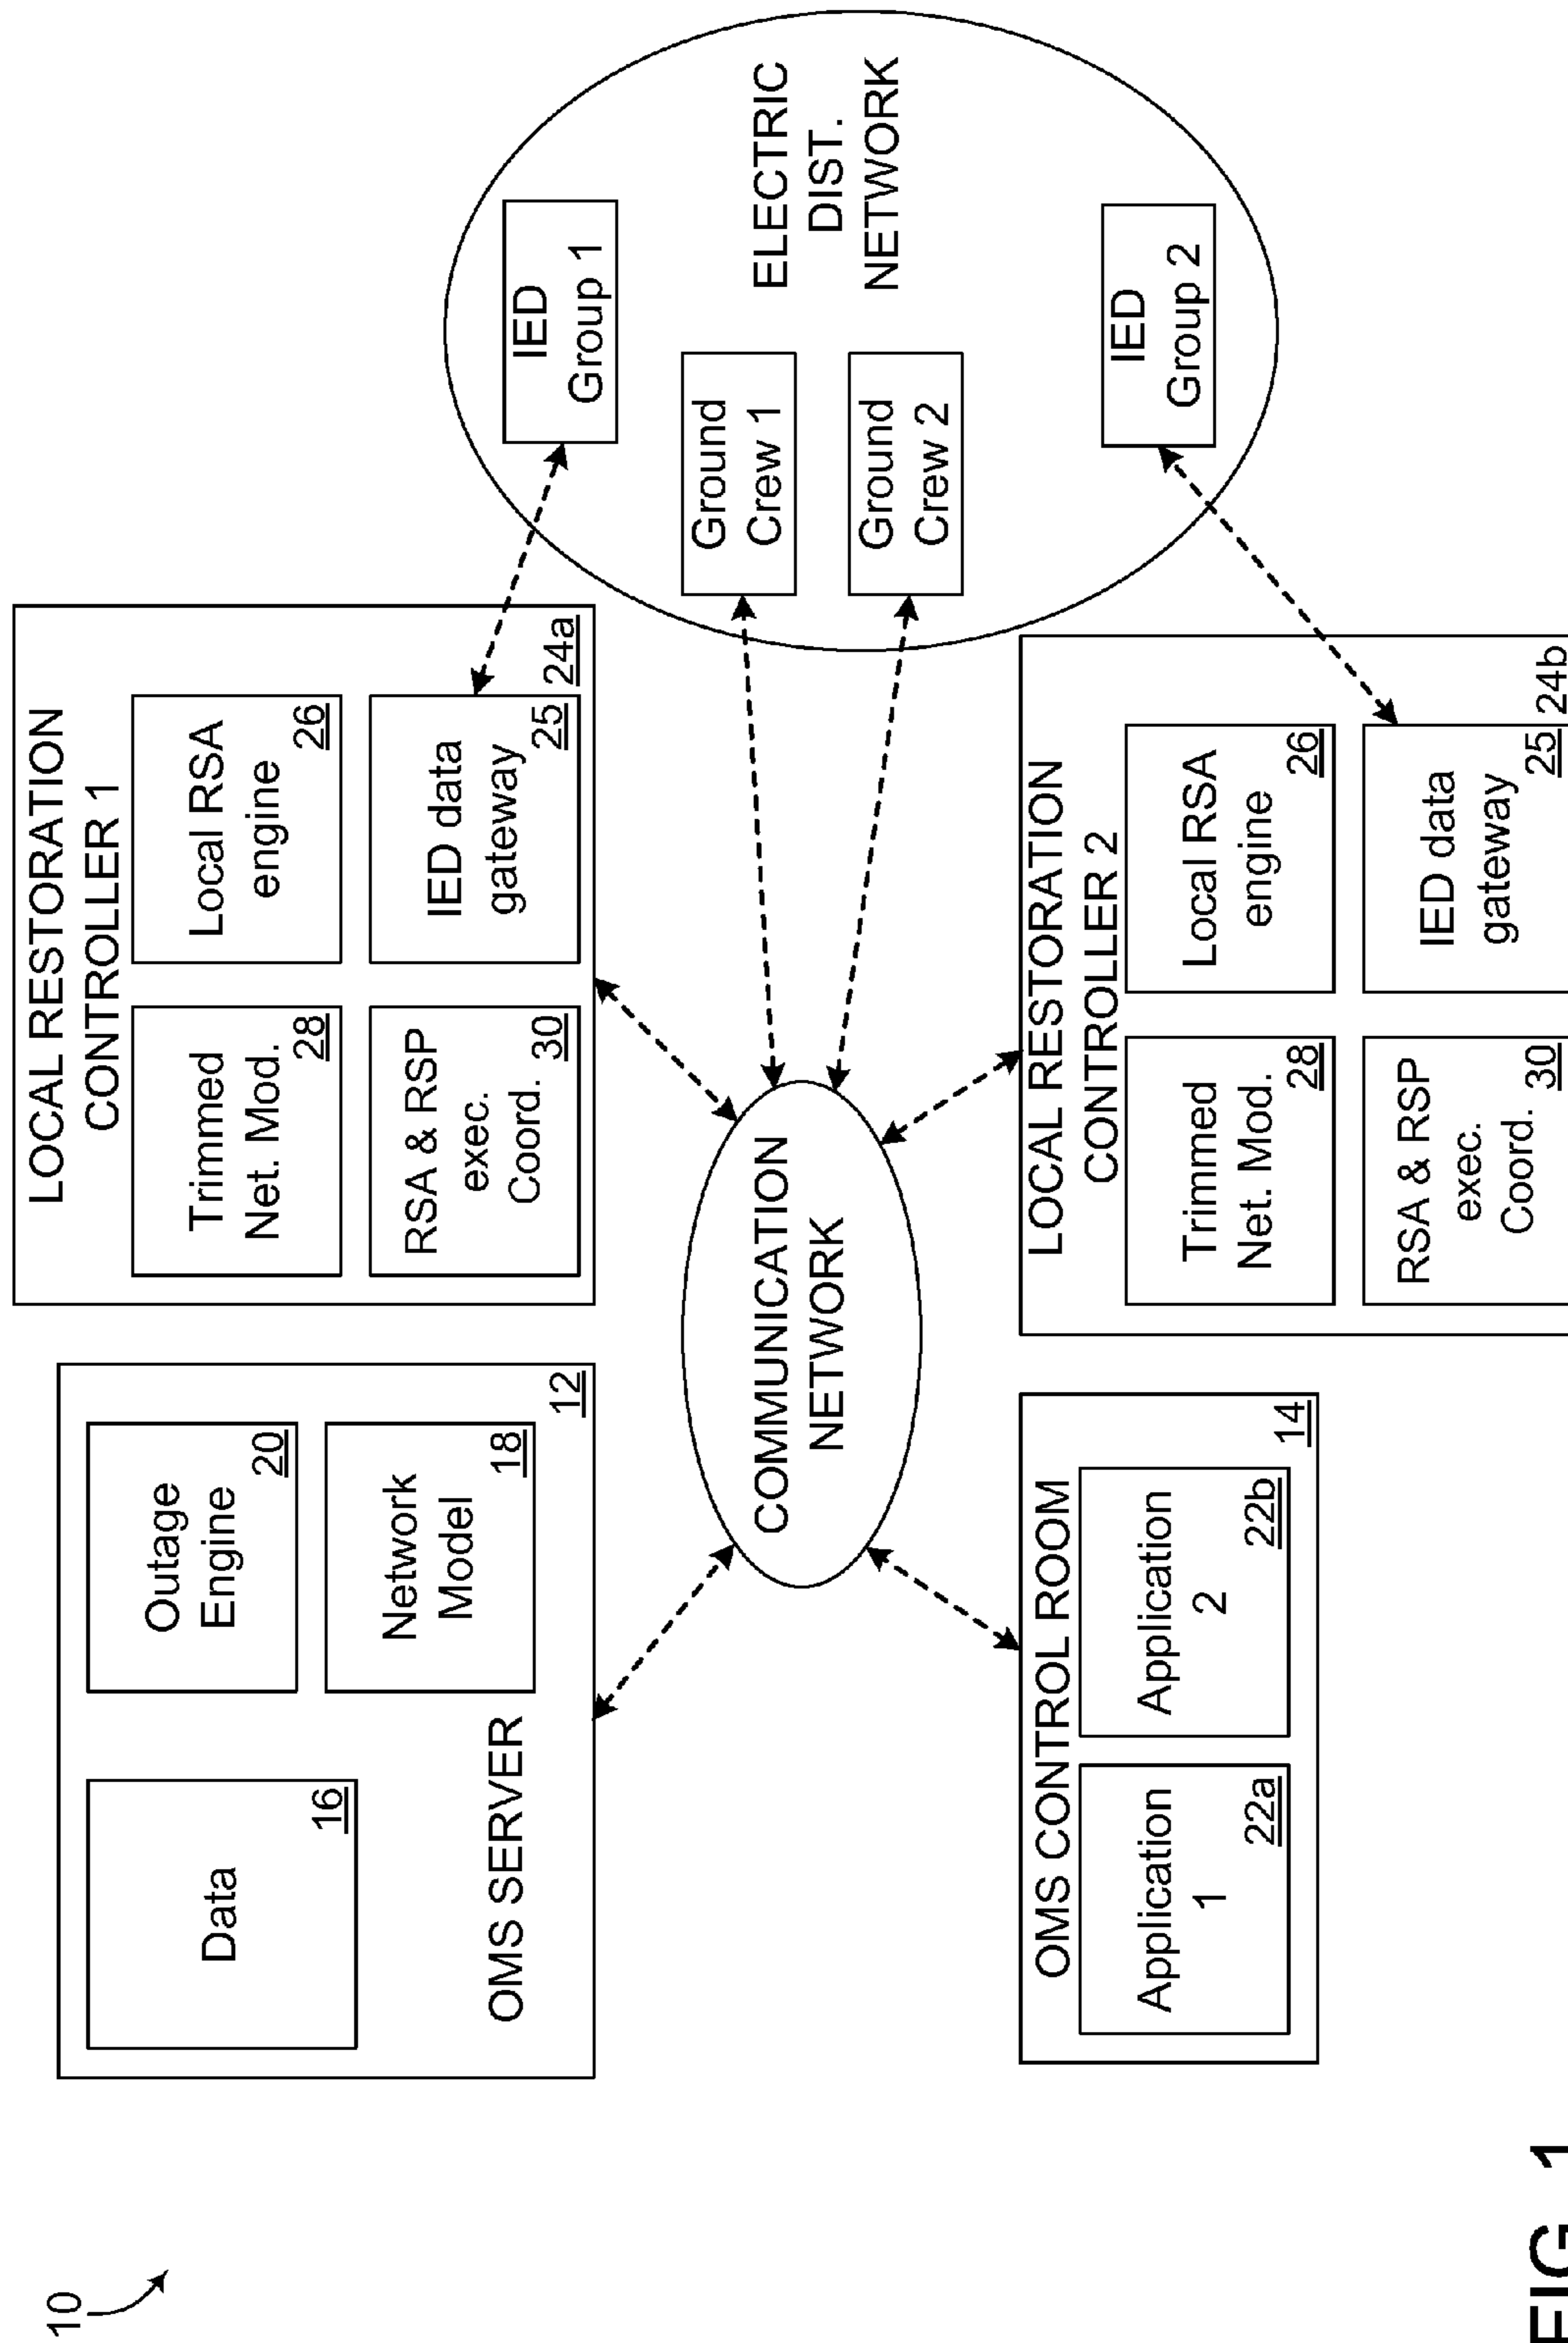 10
Data
16
Outage
Engine
20
Network
Model
18
OMS SERVER
12
LOCAL RESTORATION
CONTROLLER 1
Trimmed
Net. Mod.
28
Local RSA
engine
26
RSA & RSP
exec.
Coord.
30
IED data
gateway
25
24a
COMMUNICATION
NETWORK
IED
Group 1
Ground
Crew 1
Ground
Crew 2
ELECTRIC
DIST.
NETWORK
IED
Group 2
OMS CONTROL ROOM
Application
1
22a
Application
2
22b
14
LOCAL RESTORATION
CONTROLLER 2
Trimmed
Net. Mod.
28
Local RSA
engine
26
RSA & RSP
exec.
Coord.
30
IED data
gateway
25
24b
FIG. 1